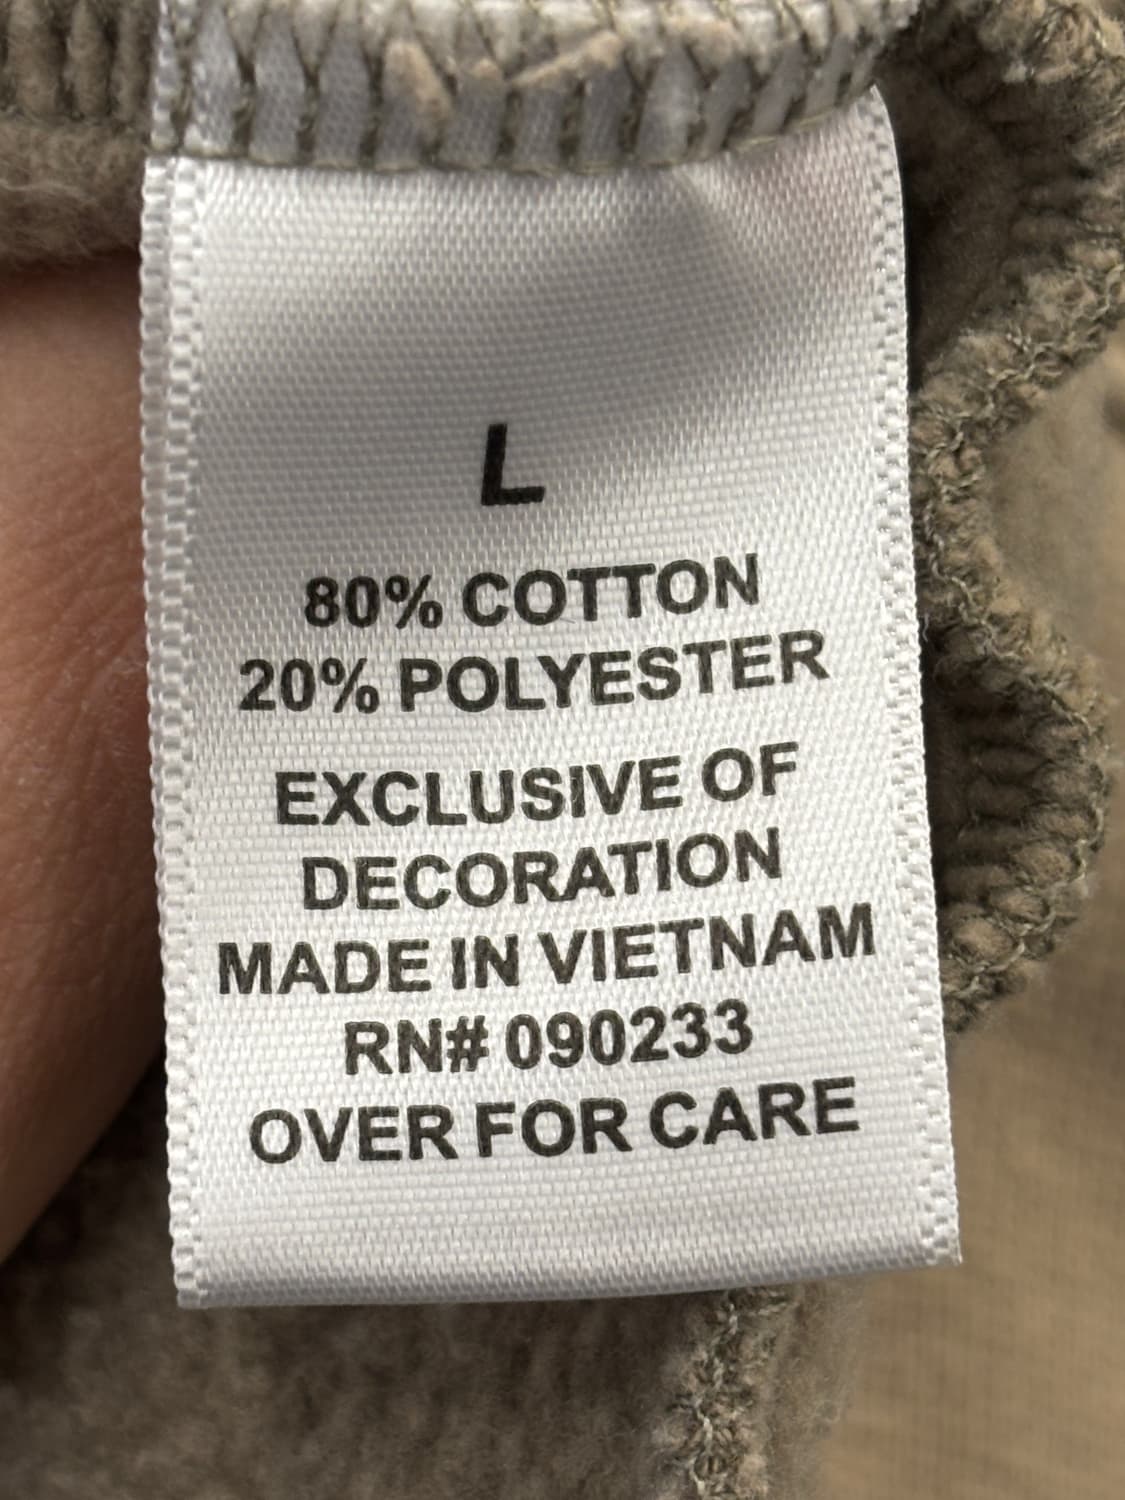 L
80% COTTON
20% POLYESTER
EXCLUSIVE OF
DECORATION
MADE IN VIETNAM
RN# 090233
OVER FOR CARE